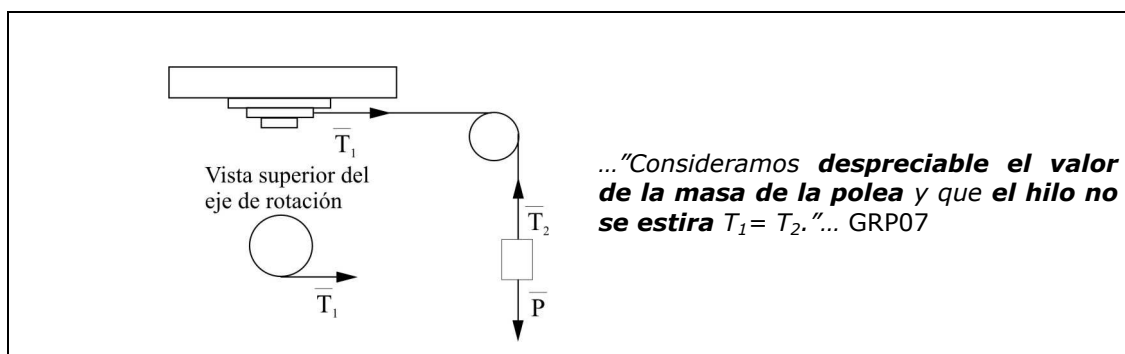 T₁
Vista superior del
eje de rotación
T₂
T₁
P
…"Consideramos despreciable el valor
de la masa de la polea y que el hilo no
se estira T₁= T₂."… GRP07